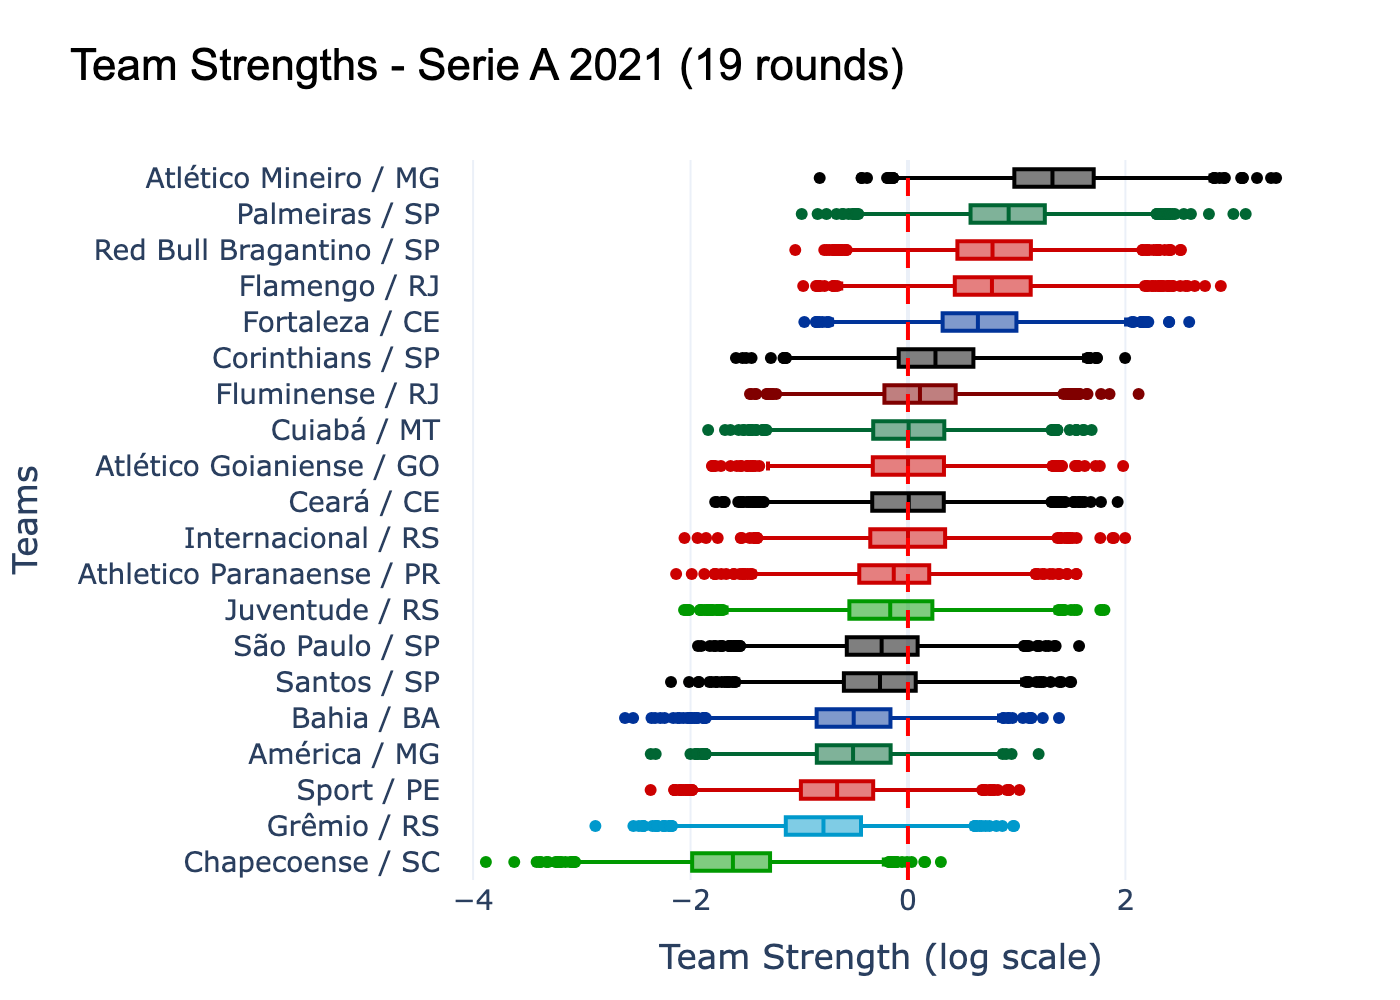 Team Strengths - Serie A 2021 (19 rounds)
Atlético Mineiro / MG
Palmeiras / SP
Red Bull Bragantino / SP
Flamengo / RJ
Fortaleza / CE
Corinthians / SP
Fluminense / RJ
Cuiabá / MT
Atlético Goianiense / GO
Ceará / CE
Internacional / RS
Athletico Paranaense / PR
Juventude / RS
São Paulo / SP
Santos / SP
Bahia / BA
América / MG
Sport / PE
Grêmio / RS
Chapecoense / SC
Teams
−4 −2 0 2
Team Strength (log scale)